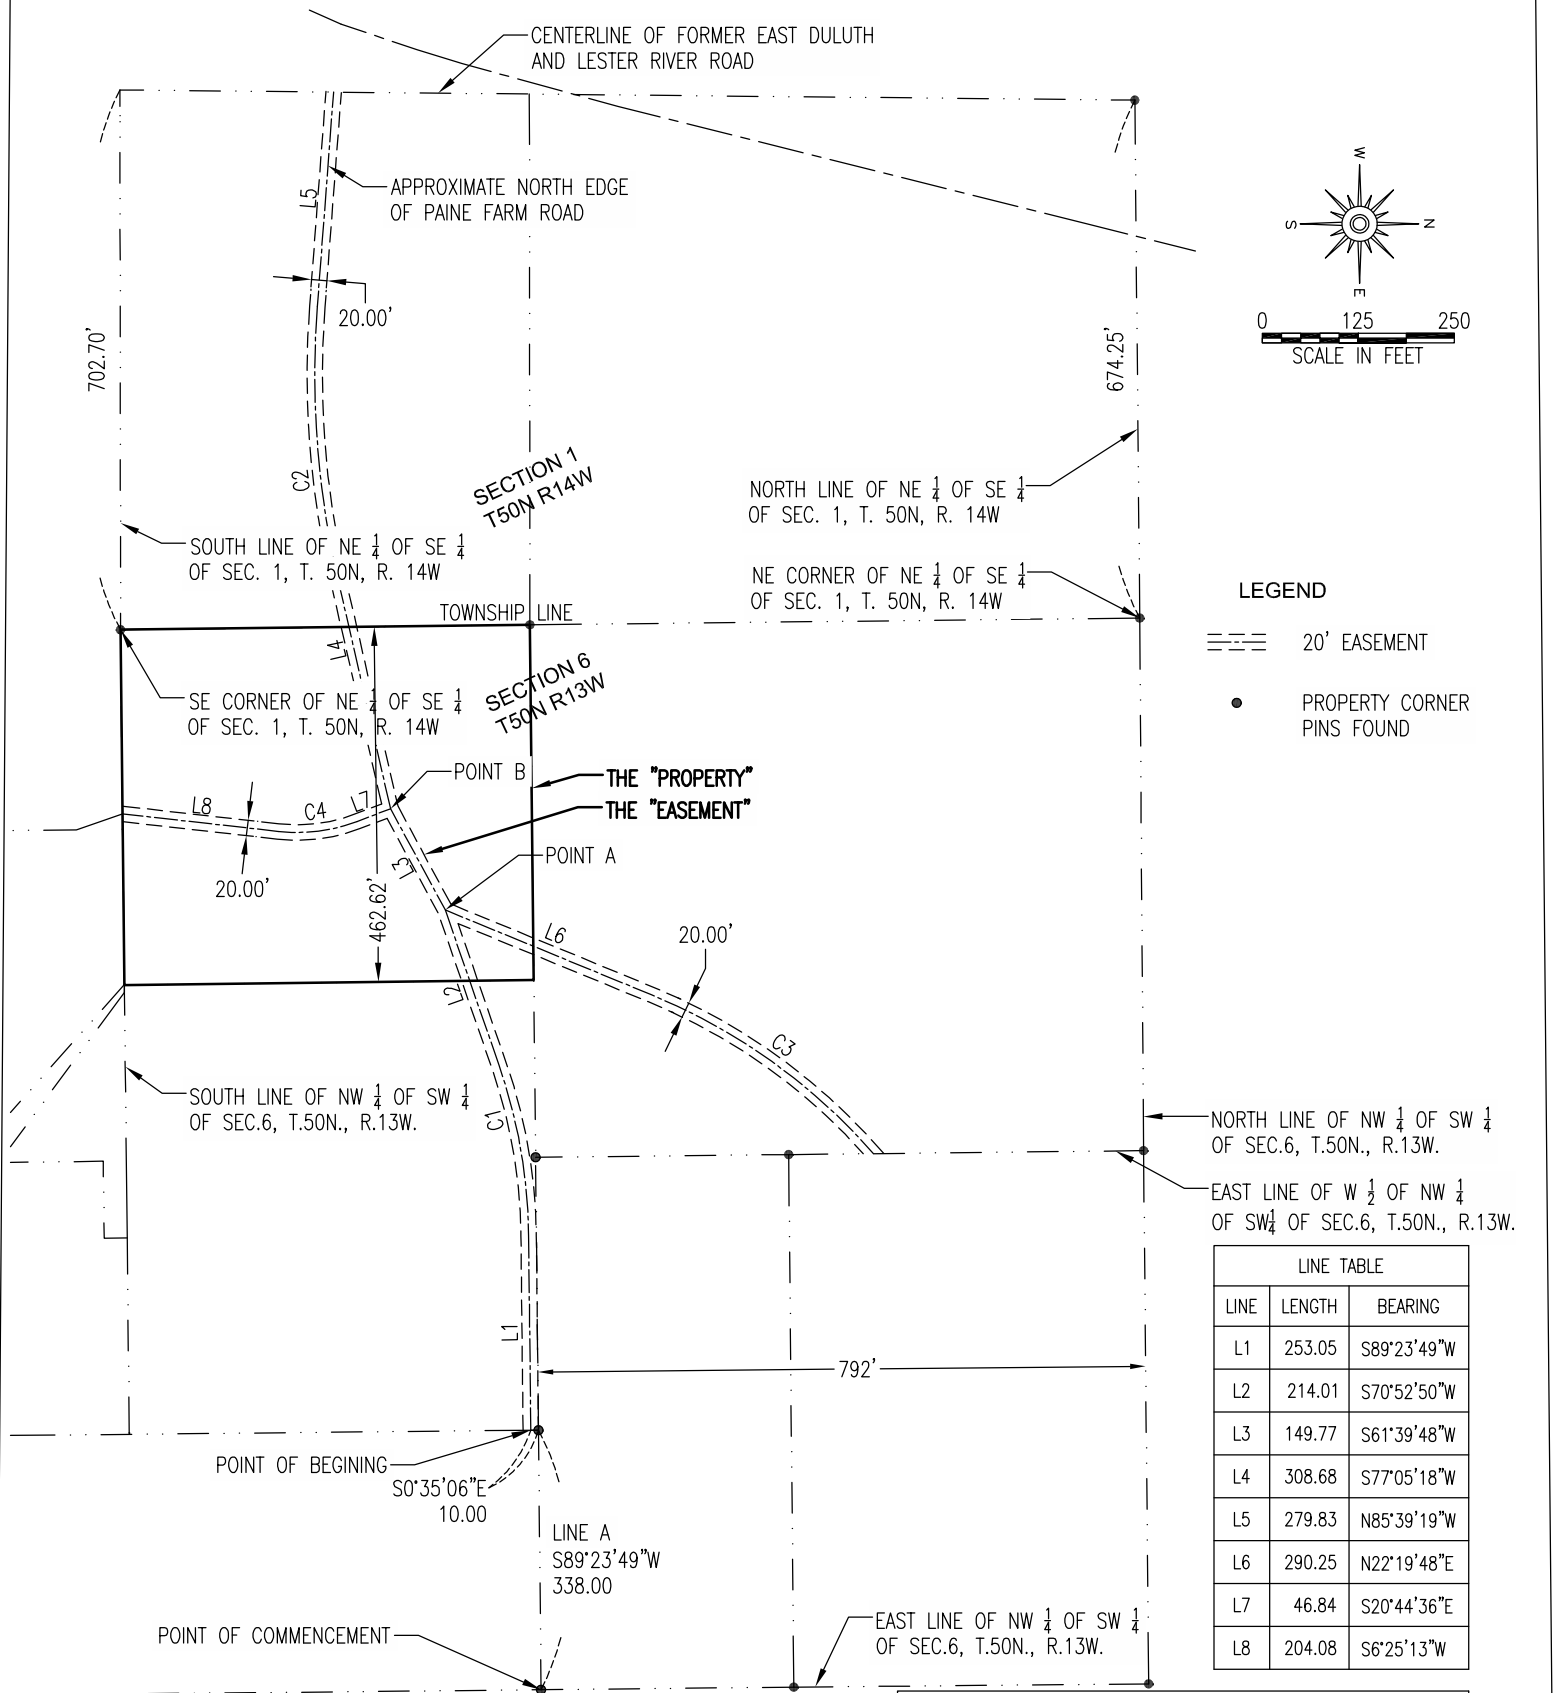 CENTERLINE OF FORMER EAST DULUTH
AND LESTER RIVER ROAD
W
S
N
E
L5
APPROXIMATE NORTH EDGE
OF PAINE FARM ROAD
20.00'
0 125 250
SCALE IN FEET
702.70'
674.25'
C2
SECTION 1
T50N R14W
NORTH LINE OF NE 1/4 OF SE 1/4
OF SEC. 1, T. 50N, R. 14W
SOUTH LINE OF NE 1/4 OF SE 1/4
OF SEC. 1, T. 50N, R. 14W
NE CORNER OF NE 1/4 OF SE 1/4
OF SEC. 1, T. 50N, R. 14W
LEGEND
20' EASEMENT
PROPERTY CORNER
PINS FOUND
TOWNSHIP LINE
L4
SECTION 6
T50N R13W
SE CORNER OF NE 1/4 OF SE 1/4
OF SEC. 1, T. 50N, R. 14W
POINT B
THE "PROPERTY"
THE "EASEMENT"
L8
C4
L7
L3
POINT A
20.00'
462.62'
L6
20.00'
L2
C3
SOUTH LINE OF NW 1/4 OF SW 1/4
OF SEC.6, T.50N., R.13W.
C1
NORTH LINE OF NW 1/4 OF SW 1/4
OF SEC.6, T.50N., R.13W.
EAST LINE OF W 1/2 OF NW 1/4
OF SW1/4 OF SEC.6, T.50N., R.13W.
L1
792'
LINE TABLE
LINE LENGTH BEARING
L1 253.05 S89°23'49"W
L2 214.01 S70°52'50"W
L3 149.77 S61°39'48"W
L4 308.68 S77°05'18"W
L5 279.83 N85°39'19"W
L6 290.25 N22°19'48"E
L7 46.84 S20°44'36"E
L8 204.08 S6°25'13"W
POINT OF BEGINING
S0°35'06"E
10.00
LINE A
S89°23'49"W
338.00
POINT OF COMMENCEMENT
EAST LINE OF NW 1/4 OF SW 1/4
OF SEC.6, T.50N., R.13W.